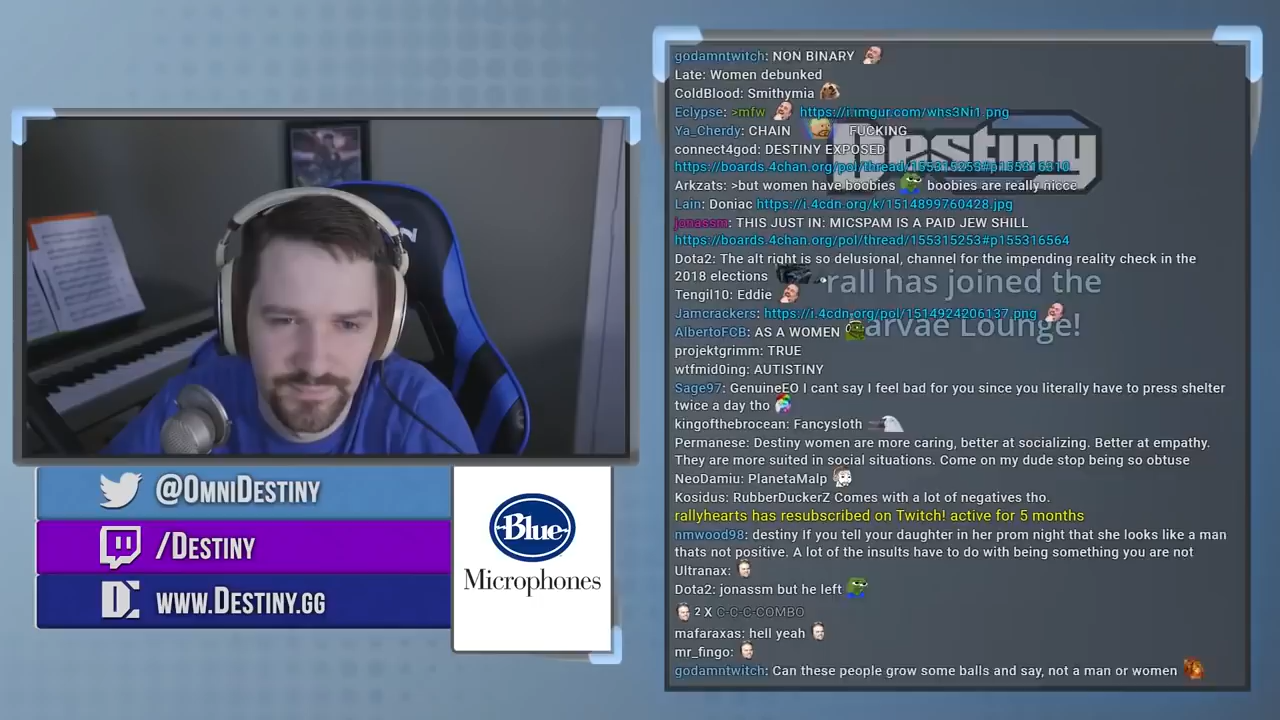 godamntwitch: NON BINARY
Late: Women debunked
ColdBlood: Smithymia
Eclypse: >mfw https://i.imgur.com/whs3Ni1.png
Ya_Cherdy: CHAIN FUCKING
connect4god: DESTINY EXPOSED
https://boards.4chan.org/pol/thread/155315253#p155316310
Arkzats: >but women have boobies boobies are really nicce
Lain: Doniac https://i.4cdn.org/k/1514899760428.jpg
jonassm: THIS JUST IN: MICSPAM IS A PAID JEW SHILL
https://boards.4chan.org/pol/thread/155315253#p155316564
Dota2: The alt right is so delusional, channel for the impending reality check in the
2018 elections
Tengil10: Eddie
Jamcrackers: https://i.4cdn.org/pol/1514924206137.png
AlbertoFCB: AS A WOMEN
projektgrimm: TRUE
wtfmid0ing: AUTISTINY
Sage97: GenuineEO I cant say I feel bad for you since you literally have to press shelter
twice a day tho
kingofthebrocean: Fancysloth
Permanese: Destiny women are more caring, better at socializing. Better at empathy.
They are more suited in social situations. Come on my dude stop being so obtuse
NeoDamiu: PlanetaMalp
Kosidus: RubberDuckerZ Comes with a lot of negatives tho.
rallyhearts has resubscribed on Twitch! active for 5 months
nmwood98: destiny If you tell your daughter in her prom night that she looks like a man
thats not positive. A lot of the insults have to do with being something you are not
Ultranax:
Dota2: jonassm but he left
2 X C-C-C-COMBO
mafaraxas: hell yeah
mr_fingo:
godamntwitch: Can these people grow some balls and say, not a man or women
Destiny
rall has joined the
arvae Lounge!
@OmniDestiny
/Destiny
www.Destiny.gg
Blue
Microphones